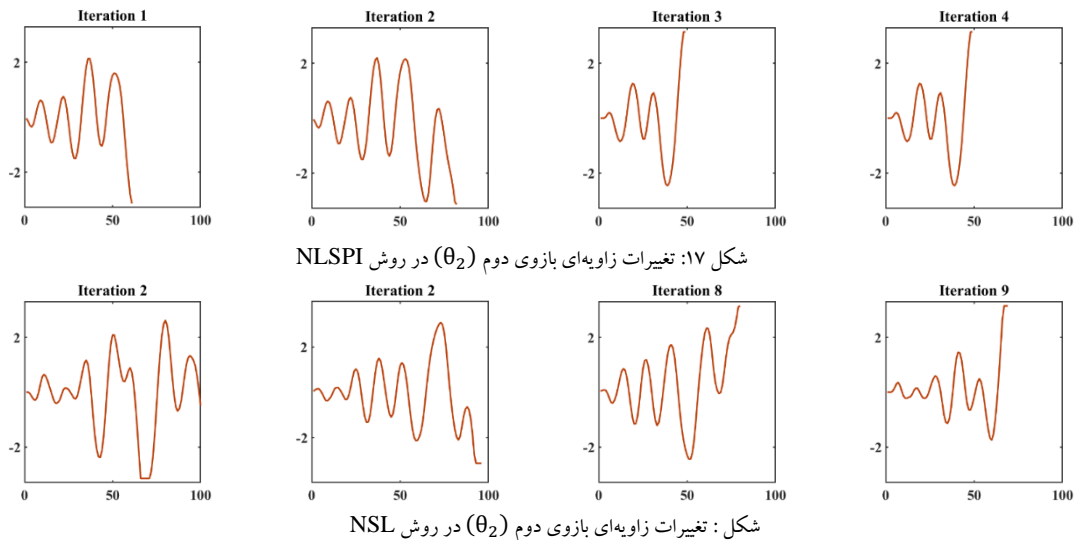 Iteration 1 Iteration 2 Iteration 3 Iteration 4
2 2 2 2
-2 -2 -2 -2
0 50 100 0 50 100 0 50 100 0 50 100
شکل ۱۷: تغییرات زاویه‌ای بازوی دوم (θ₂) در روش NLSPI
Iteration 2 Iteration 2 Iteration 8 Iteration 9
2 2 2 2
-2 -2 -2 -2
0 50 100 0 50 100 0 50 100 0 50 100
شکل : تغییرات زاویه‌ای بازوی دوم (θ₂) در روش NSL